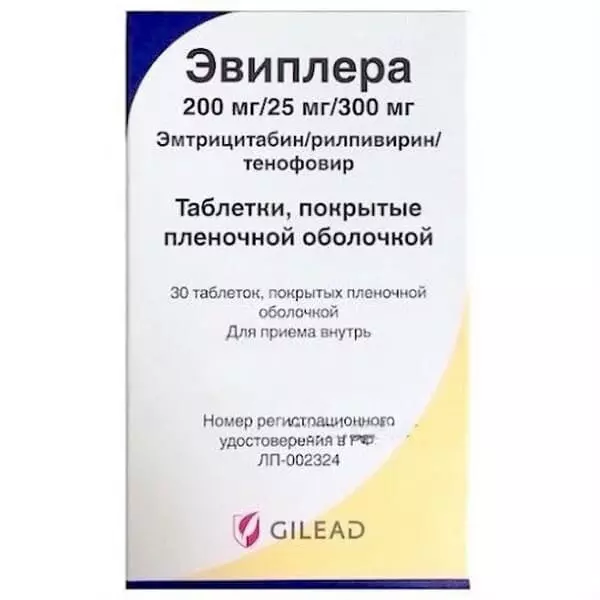 Эвиплера
200 мг/25 мг/300 мг
Эмтрицитабин/рилпивирин/
тенофовир
Таблетки, покрытые
пленочной оболочкой
30 таблеток, покрытых пленочной
оболочкой
Для приема внутрь
Номер регистрационного
удостоверения в РФ
ЛП-002324
GILEAD